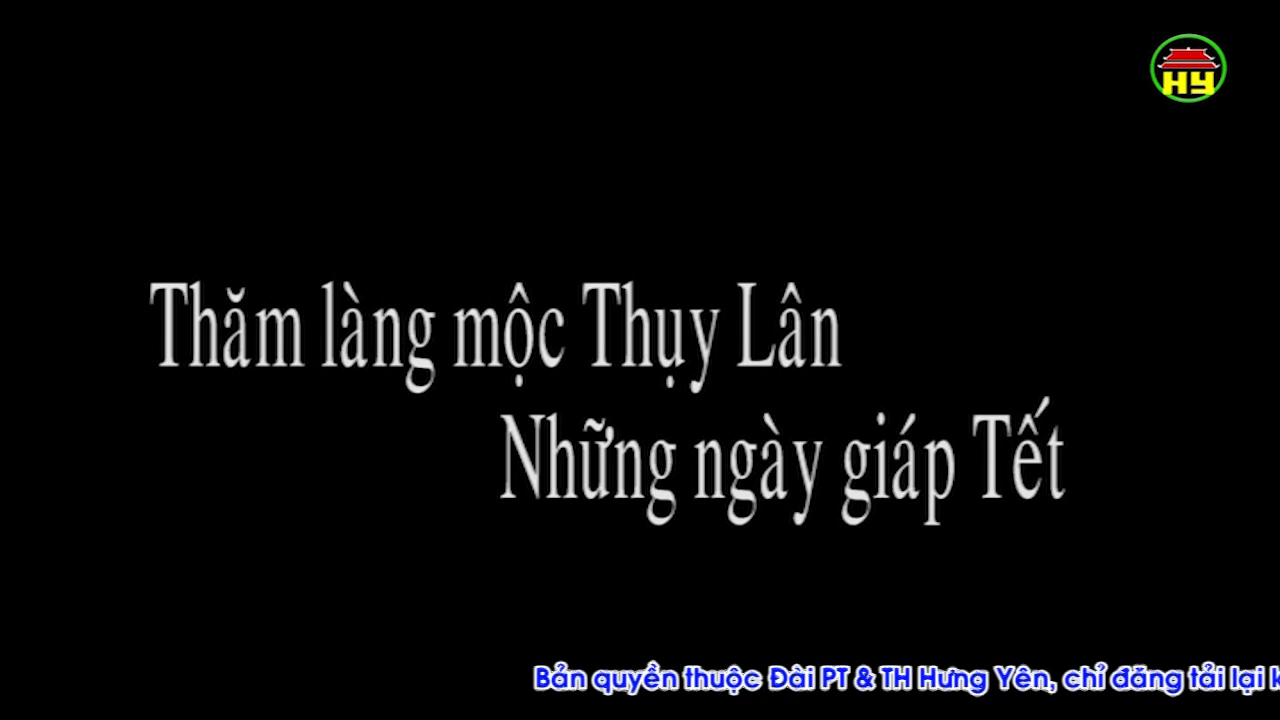 HY
Thăm làng mộc Thụy Lân
Những ngày giáp Tết
Bản quyền thuộc Đài PT & TH Hưng Yên, chỉ đăng tải lại